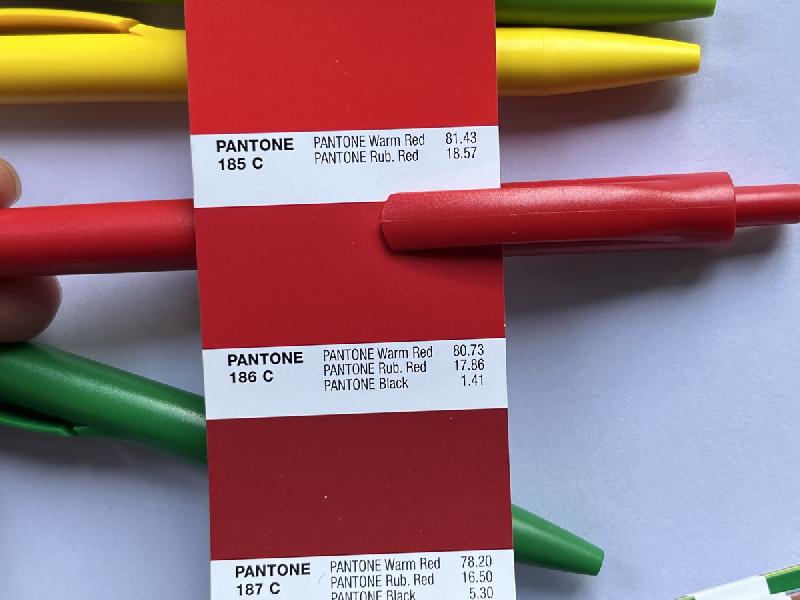 PANTONE PANTONE Warm Red 81.43
185 C PANTONE Rub. Red 18.57
PANTONE PANTONE Warm Red 80.73
186 C PANTONE Rub. Red 17.86
PANTONE Black 1.41
PANTONE PANTONE Warm Red 78.20
187 C PANTONE Rub. Red 16.50
PANTONE Black 5.30